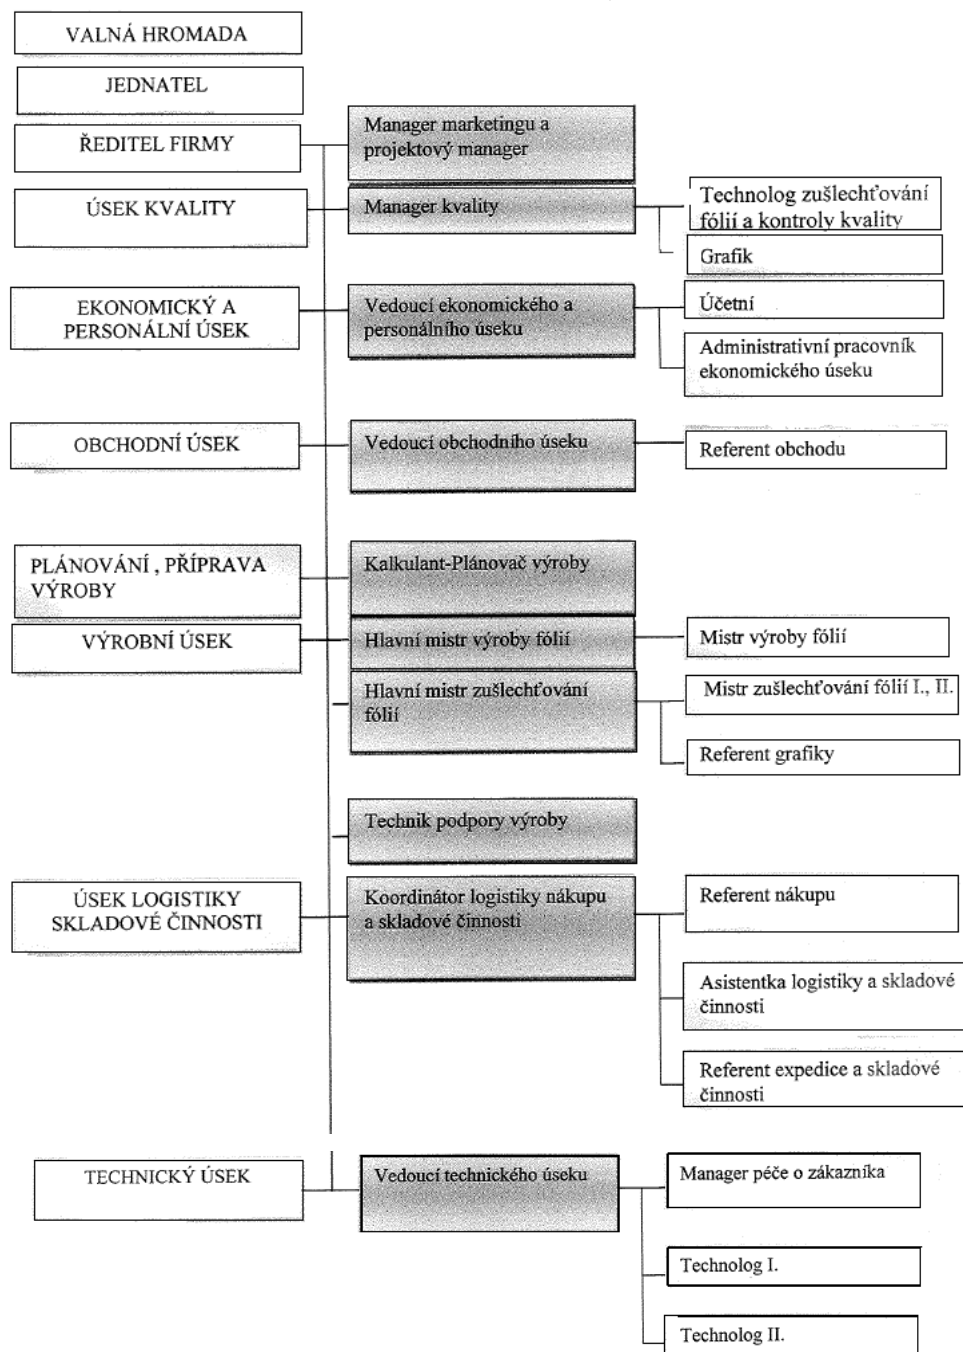 VALNÁ HROMADA
JEDNATEL
ŘEDITEL FIRMY
Manager marketingu a
projektový manager
ÚSEK KVALITY
Manager kvality
Technolog zušlechťování
fólií a kontroly kvality
Grafik
EKONOMICKÝ A
PERSONÁLNÍ ÚSEK
Vedoucí ekonomického a
personálního úseku
Účetní
Administrativní pracovník
ekonomického úseku
OBCHODNÍ ÚSEK
Vedoucí obchodního úseku
Referent obchodu
PLÁNOVÁNÍ , PŘÍPRAVA
VÝROBY
Kalkulant-Plánovač výroby
VÝROBNÍ ÚSEK
Hlavní mistr výroby fólií
Mistr výroby fólií
Hlavní mistr zušlechťování
fólií
Mistr zušlechťování fólií I., II.
Referent grafiky
Technik podpory výroby
ÚSEK LOGISTIKY
SKLADOVÉ ČINNOSTI
Koordinátor logistiky nákupu
a skladové činnosti
Referent nákupu
Asistentka logistiky a skladové
činnosti
Referent expedice a skladové
činnosti
TECHNICKÝ ÚSEK
Vedoucí technického úseku
Manager péče o zákazníka
Technolog I.
Technolog II.